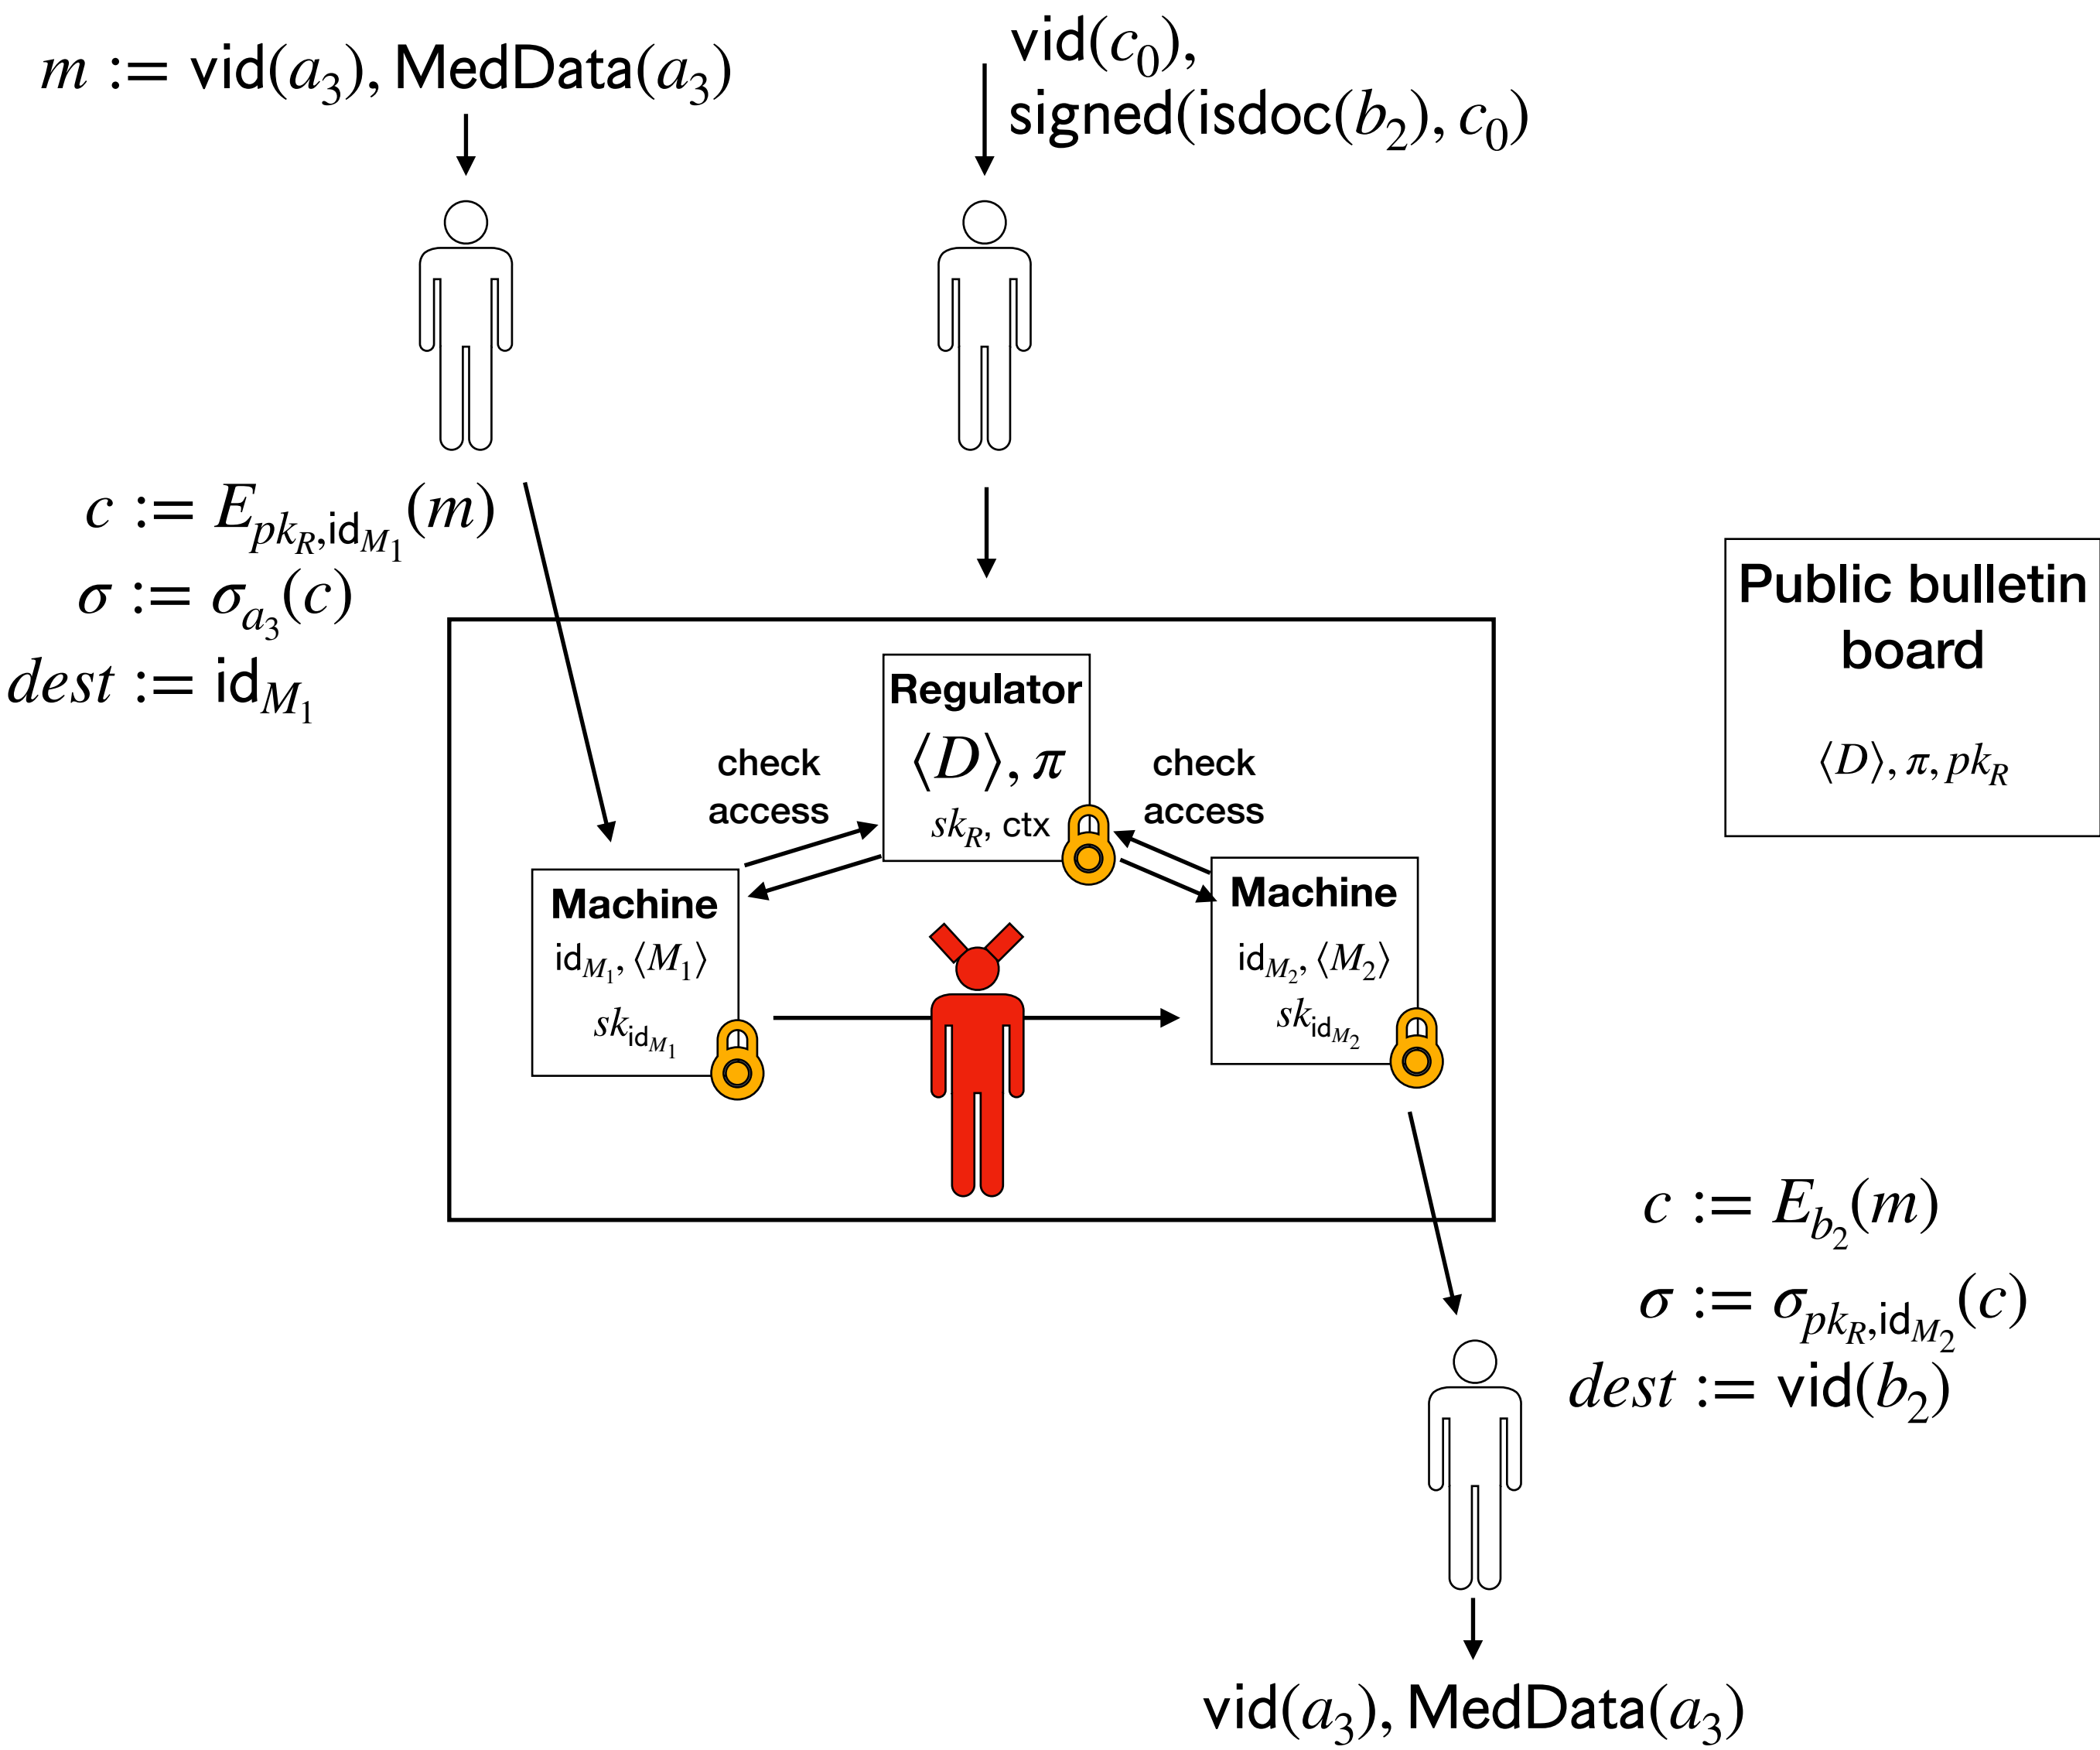 m := vid(a₃), MedData(a₃)
vid(c₀),
signed(isdoc(b₂), c₀)
c := E_{pk_R,id_{M₁}}(m)
σ := σ_{a₃}(c)
dest := id_{M₁}
Public bulletin
board
⟨D⟩, π, pk_R
Regulator
⟨D⟩, π
sk_R, ctx
check
access
check
access
Machine
id_{M₁}, ⟨M₁⟩
sk_{id_{M₁}}
Machine
id_{M₂}, ⟨M₂⟩
sk_{id_{M₂}}
c := E_{b₂}(m)
σ := σ_{pk_R,id_{M₂}}(c)
dest := vid(b₂)
vid(a₃), MedData(a₃)